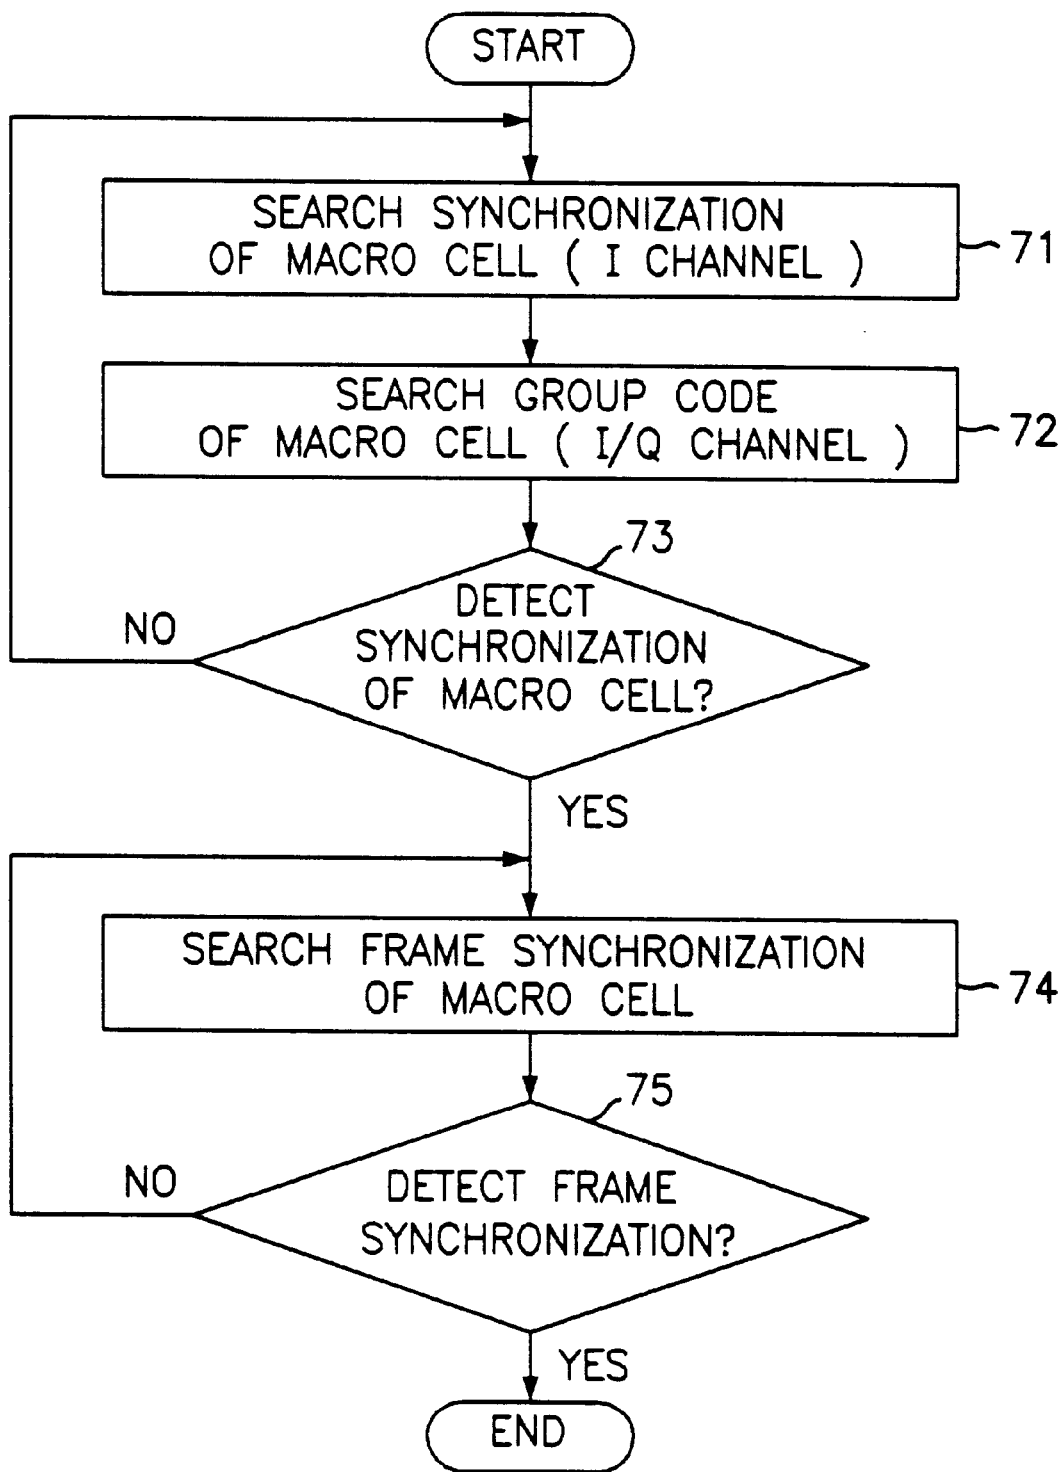 START
SEARCH SYNCHRONIZATION
OF MACRO CELL ( I CHANNEL )
71
SEARCH GROUP CODE
OF MACRO CELL ( I/Q CHANNEL )
72
73
DETECT
SYNCHRONIZATION
OF MACRO CELL?
NO
YES
SEARCH FRAME SYNCHRONIZATION
OF MACRO CELL
74
75
DETECT FRAME
SYNCHRONIZATION?
NO
YES
END